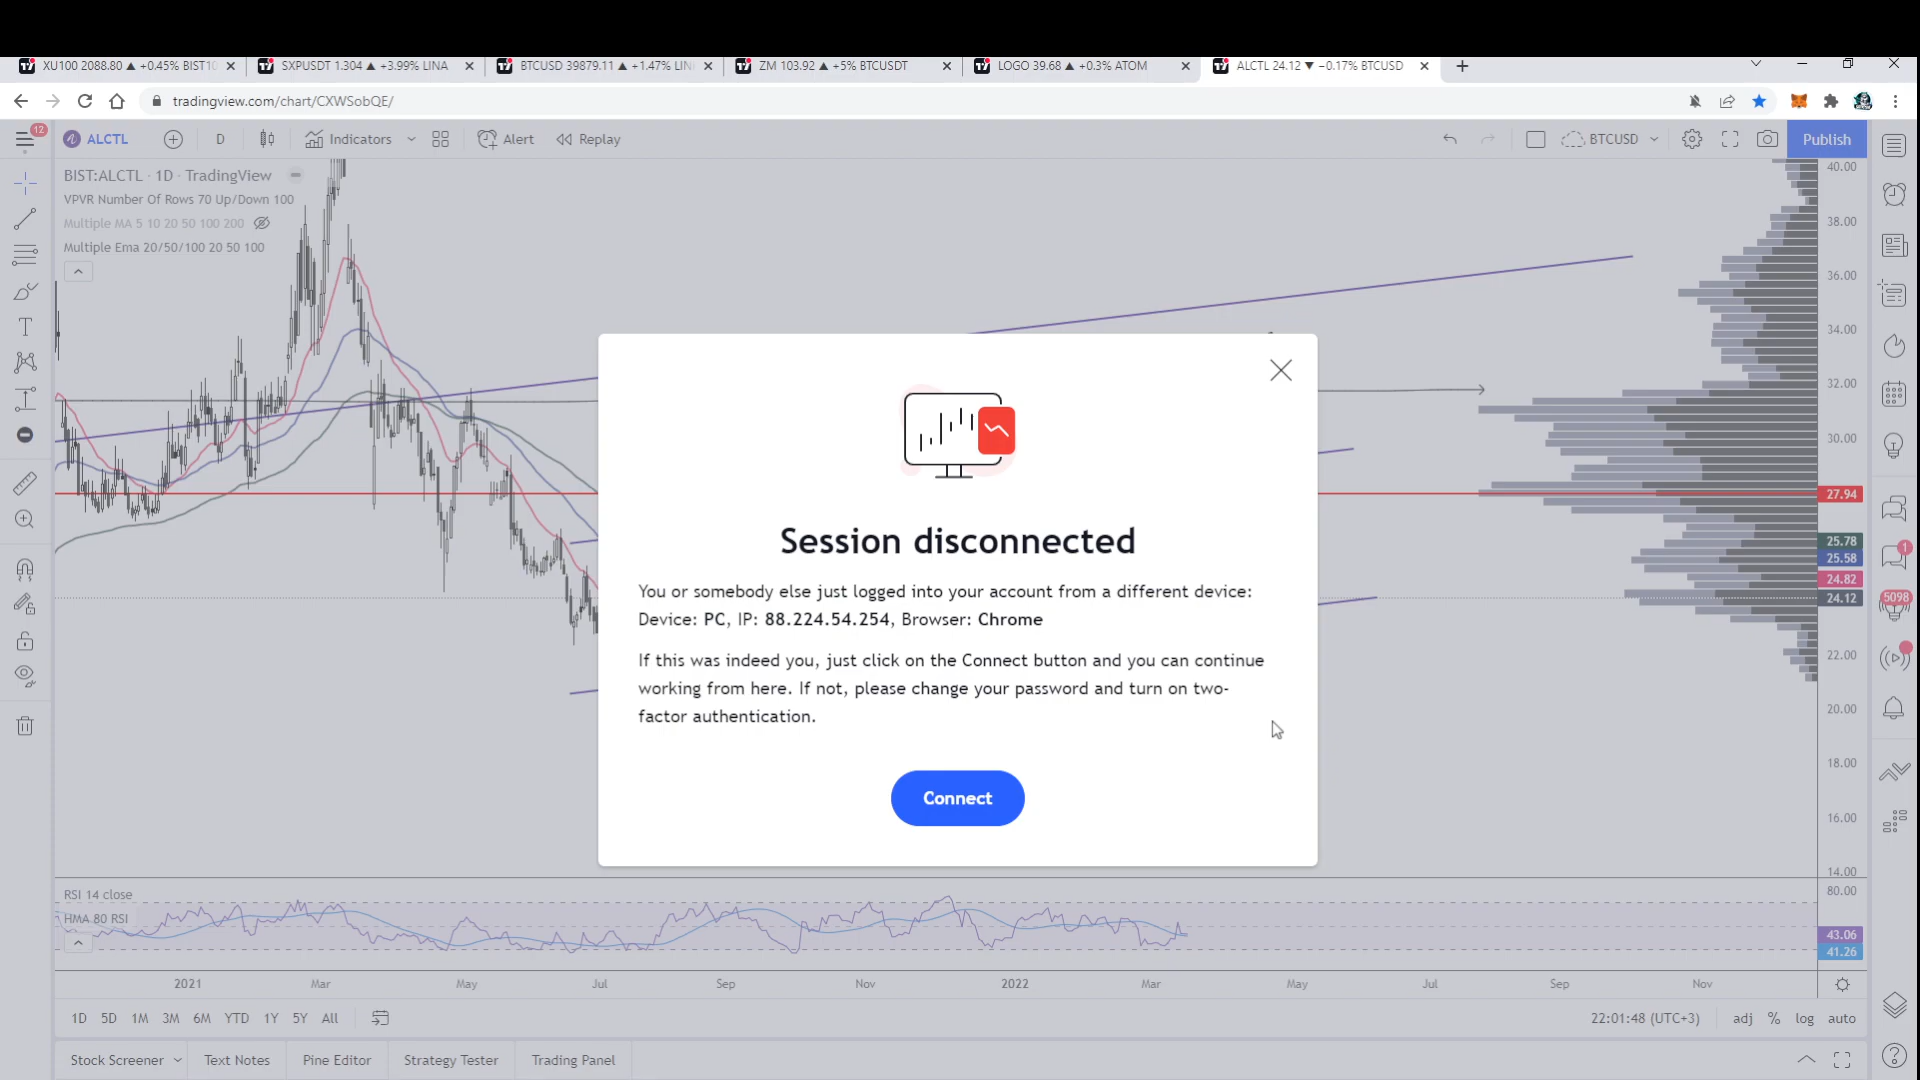 XU100 2088.80 ▲ +0.45% BIST10
SXPUSDT 1.304 ▲ +3.99% LINA
BTCUSD 39879.11 ▲ +1.47% LIN
ZM 103.92 ▲ +5% BTCUSDT
LOGO 39.68 ▲ +0.3% ATOM
ALCTL 24.12 ▼ −0.17% BTCUSD
tradingview.com/chart/CXWSobQE/
12
ALCTL
D
Indicators
Alert
Replay
BTCUSD
Publish
BIST:ALCTL · 1D · TradingView
VPVR Number Of Rows 70 Up/Down 100
Multiple MA 5 10 20 50 100 200
Multiple Ema 20/50/100 20 50 100
40.00
38.00
36.00
34.00
32.00
30.00
27.94
25.78
25.58
24.82
24.12
22.00
20.00
18.00
16.00
14.00
1
5098
Session disconnected
You or somebody else just logged into your account from a different device:
Device: PC, IP: 88.224.54.254, Browser: Chrome
If this was indeed you, just click on the Connect button and you can continue
working from here. If not, please change your password and turn on two-
factor authentication.
Connect
RSI 14 close
HMA 80 RSI
80.00
43.06
41.26
2021
Mar
May
Jul
Sep
Nov
2022
Mar
May
Jul
Sep
Nov
1D 5D 1M 3M 6M YTD 1Y 5Y All
22:01:48 (UTC+3)
adj % log auto
Stock Screener
Text Notes
Pine Editor
Strategy Tester
Trading Panel